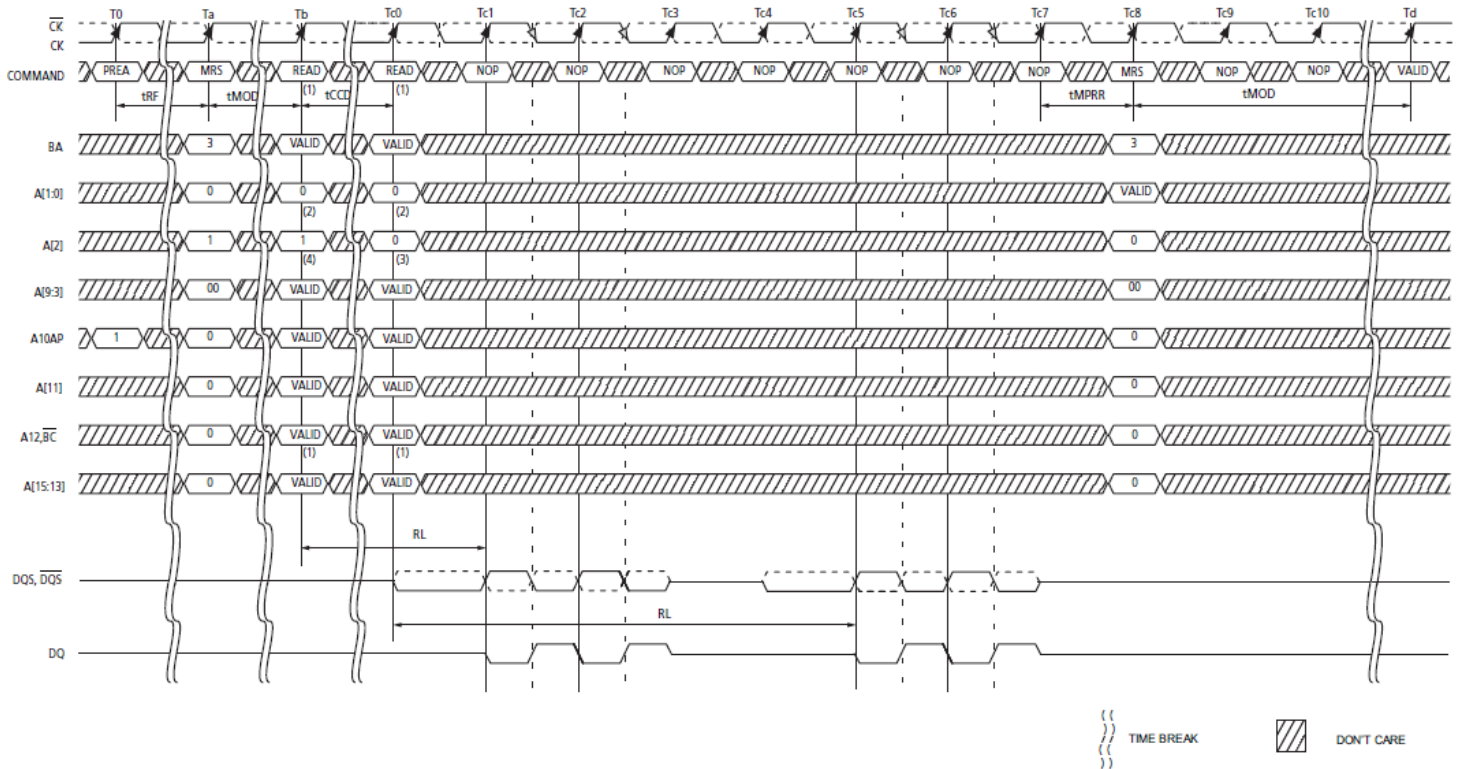 T0 Ta Tb Tc0 Tc1 Tc2 Tc3 Tc4 Tc5 Tc6 Tc7 Tc8 Tc9 Tc10 Td
CK
CK
COMMAND PREA MRS READ READ NOP NOP NOP NOP NOP NOP NOP MRS NOP NOP VALID
(1) (1)
tRF tMOD tCCD tMPRR tMOD
BA 3 VALID VALID 3
A[1:0] 0 0 0 VALID
(2) (2)
A[2] 1 1 0 0
(4) (3)
A[9:3] 00 VALID VALID 00
A10AP 1 0 VALID VALID 0
A[11] 0 VALID VALID 0
A12,BC 0 VALID VALID 0
(1) (1)
A[15:13] 0 VALID VALID 0
RL
DQS, DQS
RL
DQ
TIME BREAK DON'T CARE